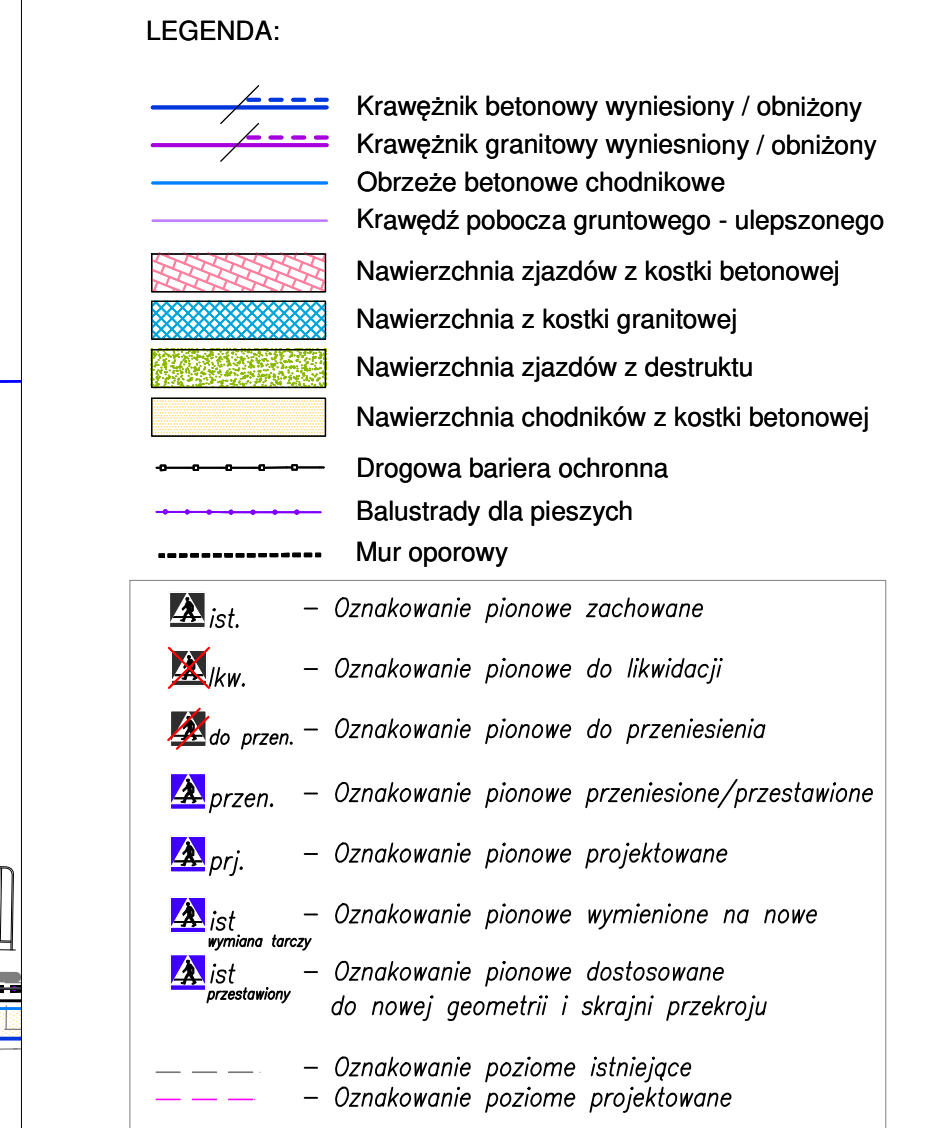 LEGENDA:
Krawężnik betonowy wyniesiony / obniżony
Krawężnik granitowy wyniesniony / obniżony
Obrzeże betonowe chodnikowe
Krawędź pobocza gruntowego - ulepszonego
Nawierzchnia zjazdów z kostki betonowej
Nawierzchnia z kostki granitowej
Nawierzchnia zjazdów z destruktu
Nawierzchnia chodników z kostki betonowej
Drogowa bariera ochronna
Balustrady dla pieszych
Mur oporowy
ist. – Oznakowanie pionowe zachowane
lkw. – Oznakowanie pionowe do likwidacji
do przen. – Oznakowanie pionowe do przeniesienia
przen. – Oznakowanie pionowe przeniesione/przestawione
prj. – Oznakowanie pionowe projektowane
ist – Oznakowanie pionowe wymienione na nowe
wymiana tarczy
ist – Oznakowanie pionowe dostosowane
przestawiony
do nowej geometrii i skrajni przekroju
– Oznakowanie poziome istniejące
– Oznakowanie poziome projektowane